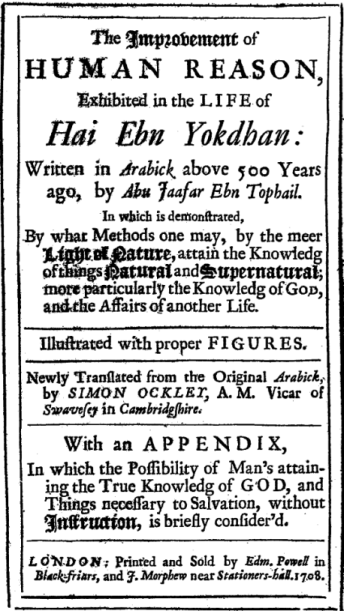 The Improvement of
HUMAN REASON,
Exhibited in the LIFE of
Hai Ebn Yokdhan:
Written in Arabick above 500 Years
ago, by Abu Jaafar Ebn Tophail.
In which is demonſtrated,
By what Methods one may, by the meer
Light of Nature, attain the Knowledg
of things Natural and Supernatural;
more particularly the Knowledg of GOD,
and the Affairs of another Life.
Illuſtrated with proper FIGURES.
Newly Tranſlated from the Original Arabick,
by SIMON OCKLEY, A. M. Vicar of
Swaveſey in Cambridgſhire.
With an APPENDIX,
In which the Poſſibility of Man's attain-
ing the True Knowledg of GOD, and
Things neceſſary to Salvation, without
Inſtruction, is briefly conſider'd.
LONDON: Printed and Sold by Edm. Powell in
Black-friars, and J. Morphew near Stationers-hall. 1708.